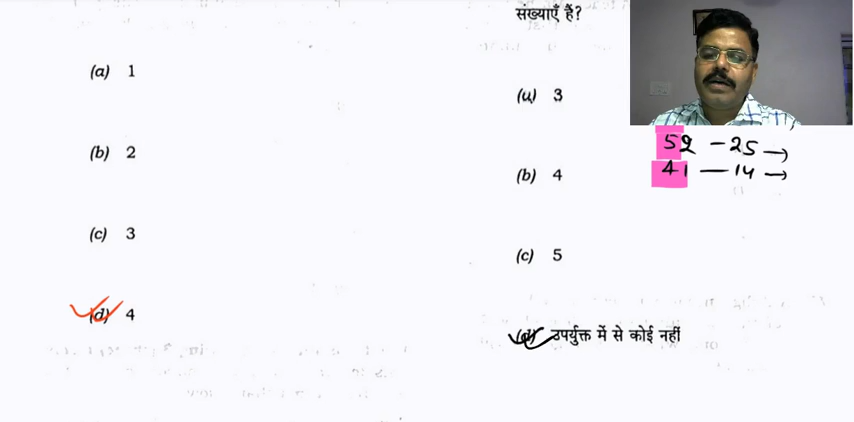 (a) 1
(b) 2
(c) 3
(d) 4
संख्याएँ हैं?
(a) 3
(b) 4
(c) 5
(d) उपर्युक्त में से कोई नहीं
52 – 25 →
41 — 14 →